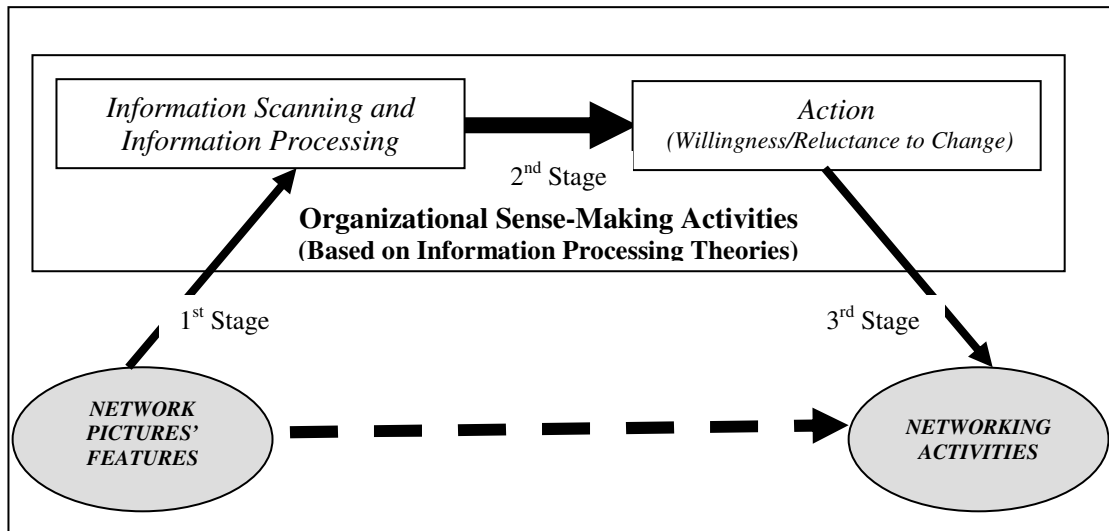 Information Scanning and
Information Processing
Action
(Willingness/Reluctance to Change)
2nd Stage
Organizational Sense-Making Activities
(Based on Information Processing Theories)
1st Stage
3rd Stage
NETWORK
PICTURES’
FEATURES
NETWORKING
ACTIVITIES